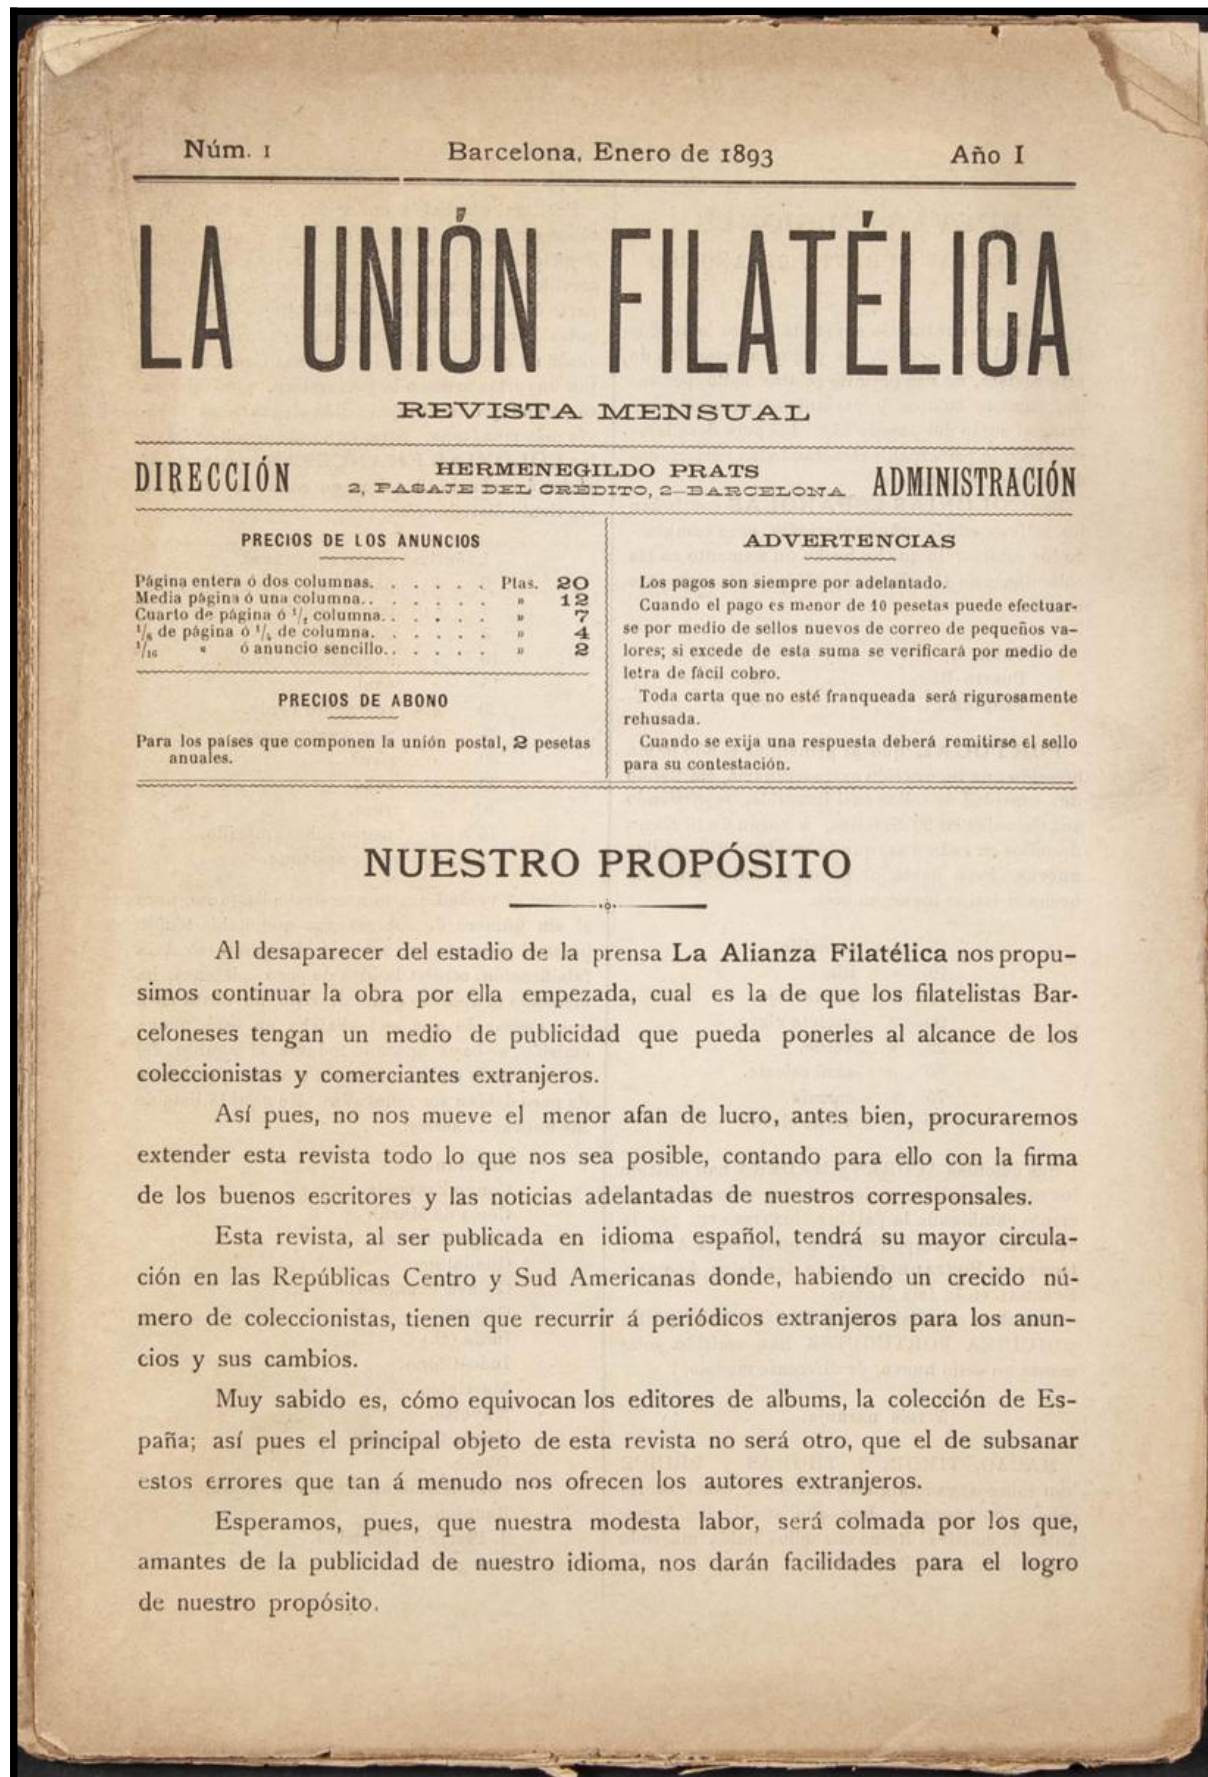 Núm. 1 Barcelona, Enero de 1893 Año I
LA UNIÓN FILATÉLICA
REVISTA MENSUAL
DIRECCIÓN HERMENEGILDO PRATS ADMINISTRACIÓN
2, PASAJE DEL CRÉDITO, 2—BARCELONA
PRECIOS DE LOS ANUNCIOS
Página entera ó dos columnas. . . . . . Ptas. 20
Media página ó una columna. . . . . . . » 12
Cuarto de página ó 1/2 columna. . . . . . » 7
1/8 de página ó 1/4 de columna. . . . . . » 4
1/16 « ó anuncio sencillo. . . . . . » 2
PRECIOS DE ABONO
Para los países que componen la unión postal, 2 pesetas
anuales.
ADVERTENCIAS
Los pagos son siempre por adelantado.
Cuando el pago es menor de 10 pesetas puede efectuar-
se por medio de sellos nuevos de correo de pequeños va-
lores; si excede de esta suma se verificará por medio de
letra de fácil cobro.
Toda carta que no esté franqueada será rigurosamente
rehusada.
Cuando se exija una respuesta deberá remitirse el sello
para su contestación.
NUESTRO PROPÓSITO
Al desaparecer del estadio de la prensa La Alianza Filatélica nos propu-
simos continuar la obra por ella empezada, cual es la de que los filatelistas Bar-
celoneses tengan un medio de publicidad que pueda ponerles al alcance de los
coleccionistas y comerciantes extranjeros.
Así pues, no nos mueve el menor afan de lucro, antes bien, procuraremos
extender esta revista todo lo que nos sea posible, contando para ello con la firma
de los buenos escritores y las noticias adelantadas de nuestros corresponsales.
Esta revista, al ser publicada en idioma español, tendrá su mayor circula-
ción en las Repúblicas Centro y Sud Americanas donde, habiendo un crecido nú-
mero de coleccionistas, tienen que recurrir á periódicos extranjeros para los anun-
cios y sus cambios.
Muy sabido es, cómo equivocan los editores de albums, la colección de Es-
paña; así pues el principal objeto de esta revista no será otro, que el de subsanar
estos errores que tan á menudo nos ofrecen los autores extranjeros.
Esperamos, pues, que nuestra modesta labor, será colmada por los que,
amantes de la publicidad de nuestro idioma, nos darán facilidades para el logro
de nuestro propósito.